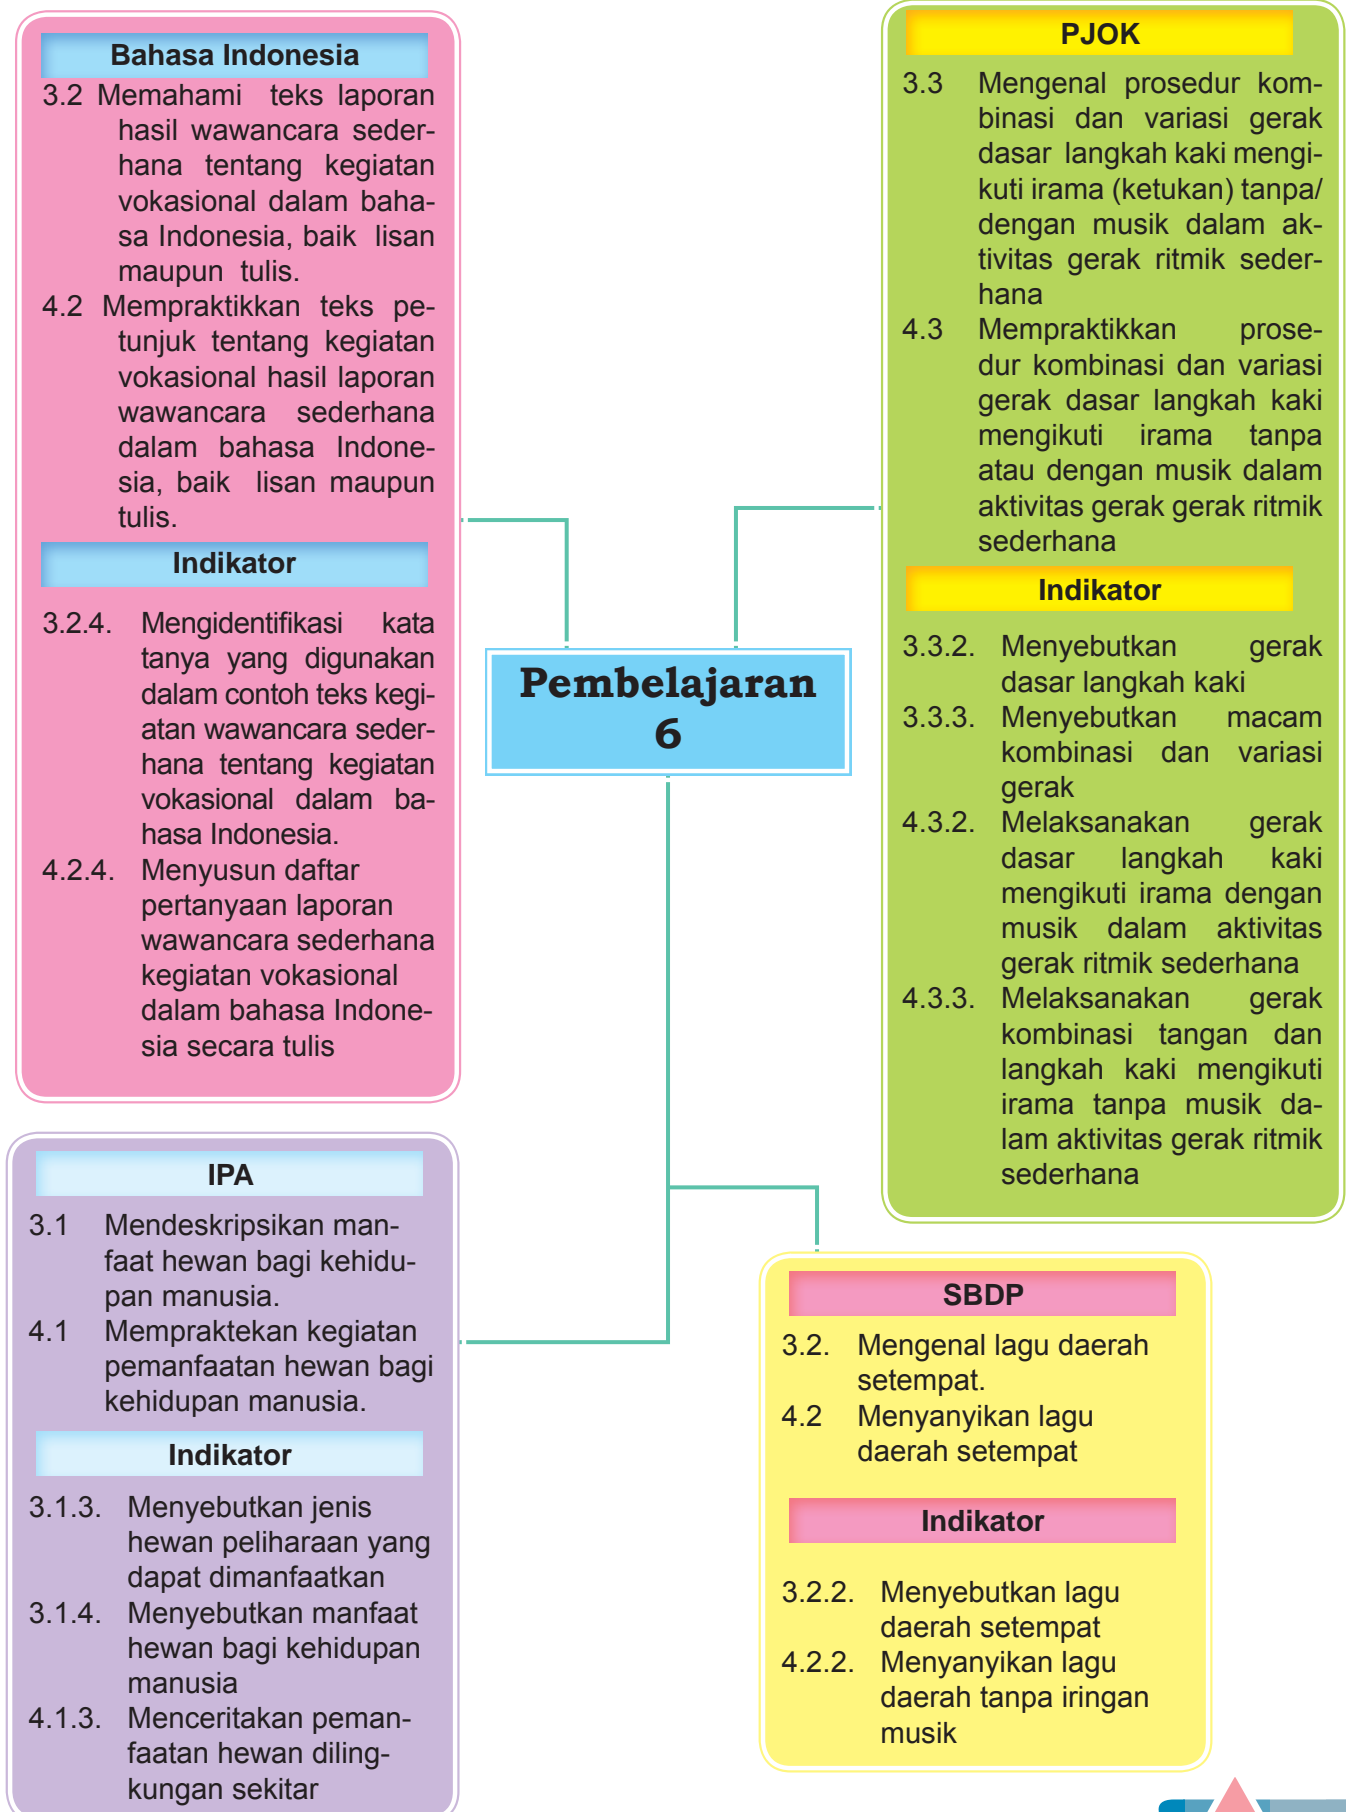 Bahasa Indonesia
3.2 Memahami teks laporan
hasil wawancara seder-
hana tentang kegiatan
vokasional dalam baha-
sa Indonesia, baik lisan
maupun tulis.
4.2 Mempraktikkan teks pe-
tunjuk tentang kegiatan
vokasional hasil laporan
wawancara sederhana
dalam bahasa Indone-
sia, baik lisan maupun
tulis.
Indikator
3.2.4. Mengidentifikasi kata
tanya yang digunakan
dalam contoh teks kegi-
atan wawancara seder-
hana tentang kegiatan
vokasional dalam ba-
hasa Indonesia.
4.2.4. Menyusun daftar
pertanyaan laporan
wawancara sederhana
kegiatan vokasional
dalam bahasa Indone-
sia secara tulis
PJOK
3.3 Mengenal prosedur kom-
binasi dan variasi gerak
dasar langkah kaki mengi-
kuti irama (ketukan) tanpa/
dengan musik dalam ak-
tivitas gerak ritmik seder-
hana
4.3 Mempraktikkan prose-
dur kombinasi dan variasi
gerak dasar langkah kaki
mengikuti irama tanpa
atau dengan musik dalam
aktivitas gerak gerak ritmik
sederhana
Indikator
3.3.2. Menyebutkan gerak
dasar langkah kaki
3.3.3. Menyebutkan macam
kombinasi dan variasi
gerak
4.3.2. Melaksanakan gerak
dasar langkah kaki
mengikuti irama dengan
musik dalam aktivitas
gerak ritmik sederhana
4.3.3. Melaksanakan gerak
kombinasi tangan dan
langkah kaki mengikuti
irama tanpa musik da-
lam aktivitas gerak ritmik
sederhana
Pembelajaran
6
IPA
3.1 Mendeskripsikan man-
faat hewan bagi kehidu-
pan manusia.
4.1 Mempraktekan kegiatan
pemanfaatan hewan bagi
kehidupan manusia.
Indikator
3.1.3. Menyebutkan jenis
hewan peliharaan yang
dapat dimanfaatkan
3.1.4. Menyebutkan manfaat
hewan bagi kehidupan
manusia
4.1.3. Menceritakan peman-
faatan hewan diling-
kungan sekitar
SBDP
3.2. Mengenal lagu daerah
setempat.
4.2 Menyanyikan lagu
daerah setempat
Indikator
3.2.2. Menyebutkan lagu
daerah setempat
4.2.2. Menyanyikan lagu
daerah tanpa iringan
musik